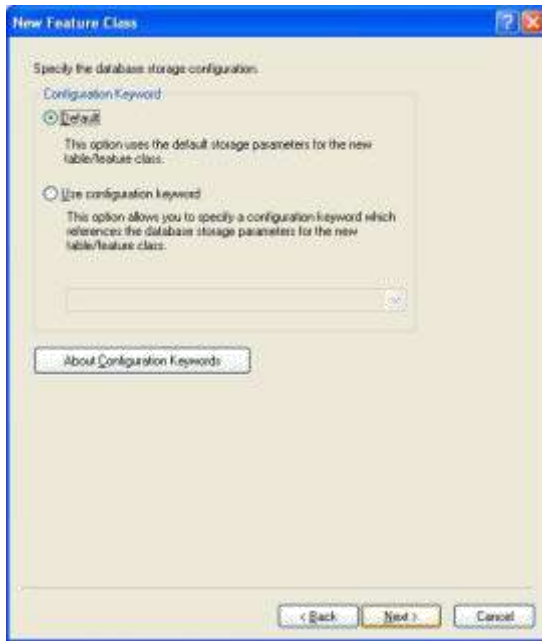 New Feature Class
Specify the database storage configuration.
Configuration Keyword
Default
This option uses the default storage parameters for the new
table/feature class.
Use configuration keyword
This option allows you to specify a configuration keyword which
references the database storage parameters for the new
table/feature class.
About Configuration Keywords
< Back
Next >
Cancel